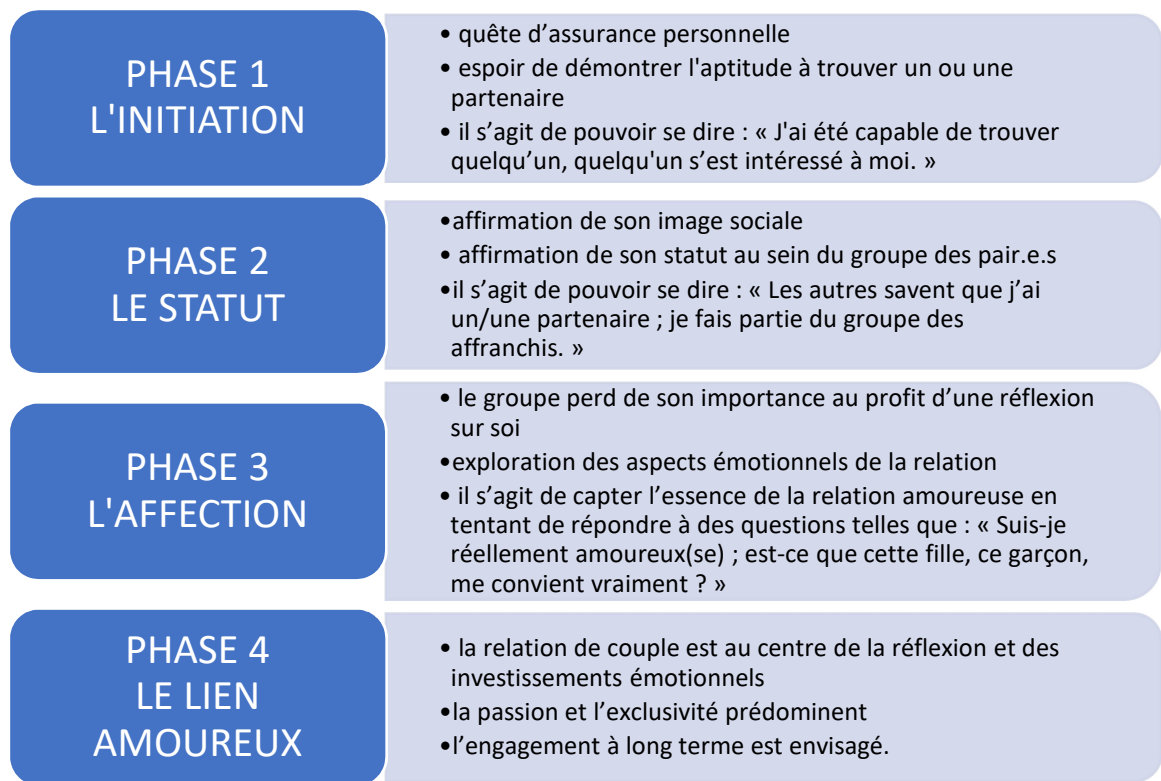 PHASE 1
L'INITIATION
• quête d’assurance personnelle
• espoir de démontrer l'aptitude à trouver un ou une
partenaire
• il s’agit de pouvoir se dire : « J'ai été capable de trouver
quelqu’un, quelqu'un s’est intéressé à moi. »
PHASE 2
LE STATUT
•affirmation de son image sociale
• affirmation de son statut au sein du groupe des pair.e.s
•il s’agit de pouvoir se dire : « Les autres savent que j’ai
un/une partenaire ; je fais partie du groupe des
affranchis. »
PHASE 3
L'AFFECTION
• le groupe perd de son importance au profit d’une réflexion
sur soi
•exploration des aspects émotionnels de la relation
• il s’agit de capter l’essence de la relation amoureuse en
tentant de répondre à des questions telles que : « Suis-je
réellement amoureux(se) ; est-ce que cette fille, ce garçon,
me convient vraiment ? »
PHASE 4
LE LIEN
AMOUREUX
• la relation de couple est au centre de la réflexion et des
investissements émotionnels
•la passion et l’exclusivité prédominent
•l’engagement à long terme est envisagé.